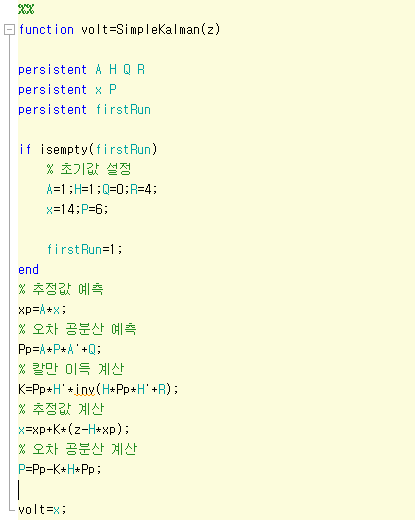 %%
function volt=SimpleKalman(z)
persistent A H Q R
persistent x P
persistent firstRun
if isempty(firstRun)
% 초기값 설정
A=1;H=1;Q=0;R=4;
x=14;P=6;
firstRun=1;
end
% 추정값 예측
xp=A*x;
% 오차 공분산 예측
Pp=A*P*A'+Q;
% 칼만 이득 계산
K=Pp*H'*inv(H*Pp*H'+R);
% 추정값 계산
x=xp+K*(z-H*xp);
% 오차 공분산 계산
P=Pp-K*H*Pp;
volt=x;